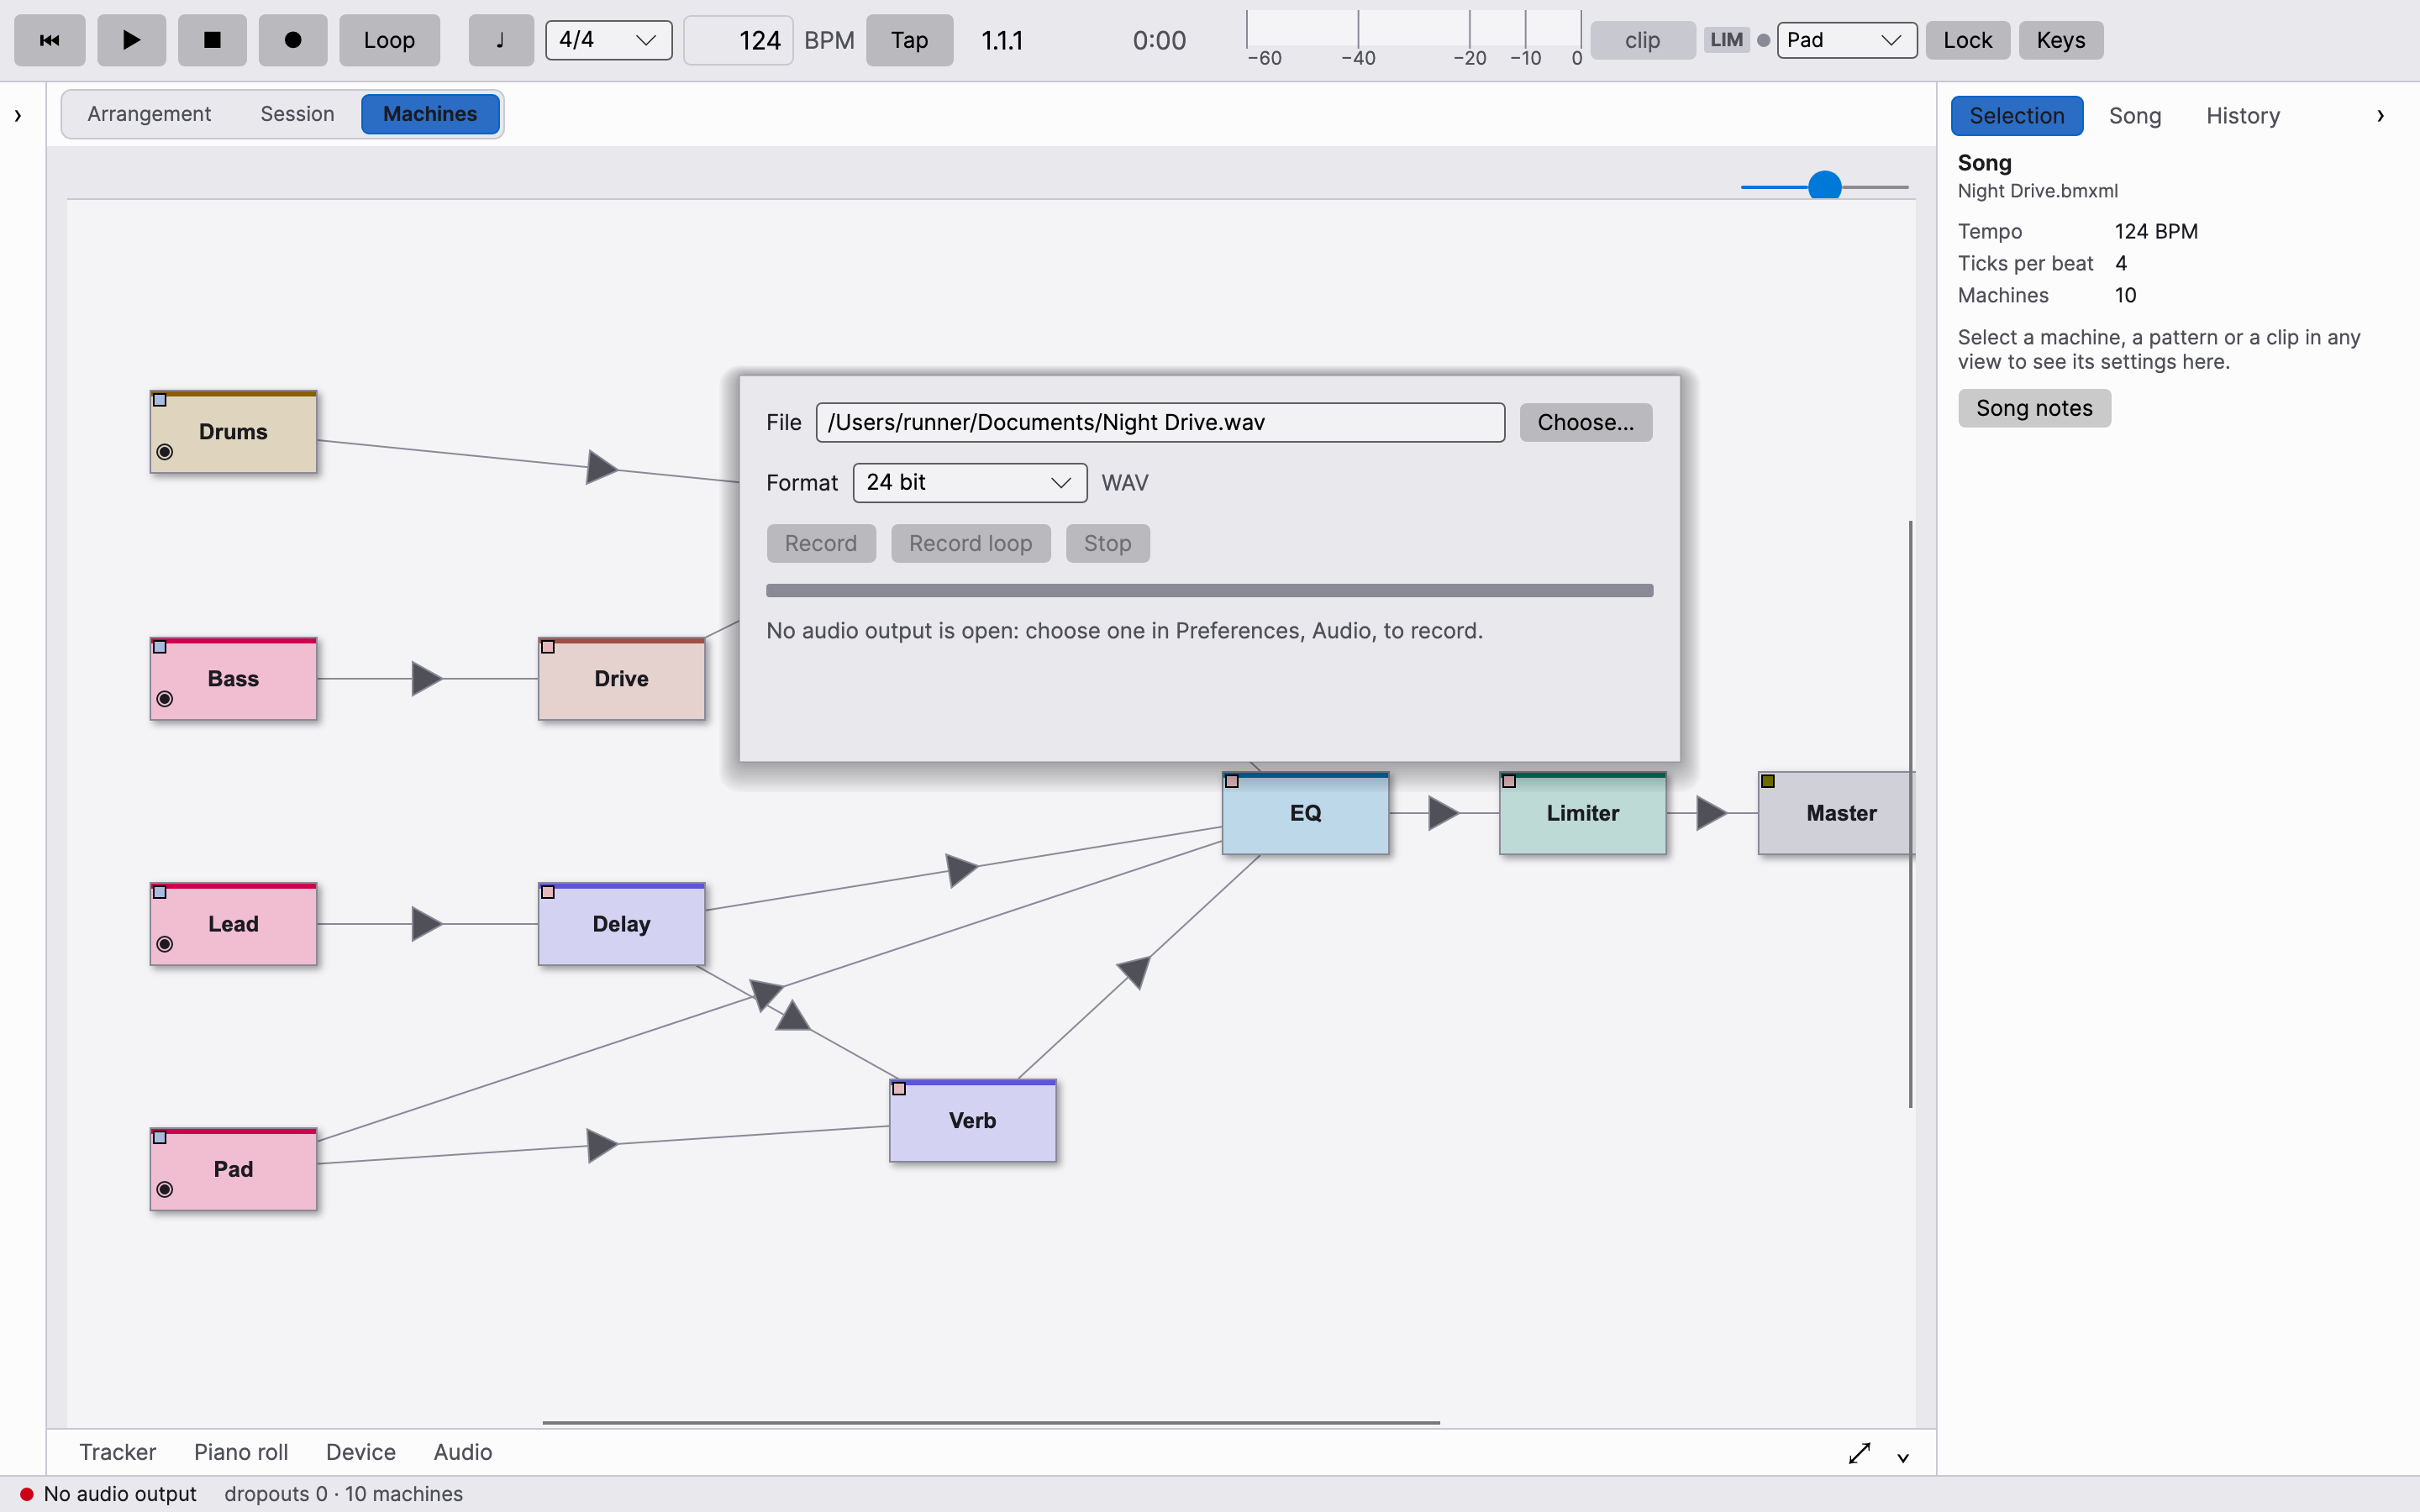 Loop
4/4
124 BPM
Tap
1.1.1
0:00
−60 −40 −20 −10 0
clip
LIM
Pad
Lock
Keys
Arrangement Session Machines
Selection Song History
Song
Night Drive.bmxml
Tempo 124 BPM
Ticks per beat 4
Machines 10
Select a machine, a pattern or a clip in any
view to see its settings here.
Song notes
File /Users/runner/Documents/Night Drive.wav Choose...
Format 24 bit WAV
Record Record loop Stop
No audio output is open: choose one in Preferences, Audio, to record.
Drums
Bass
Drive
EQ
Limiter
Master
Lead
Delay
Verb
Pad
Tracker Piano roll Device Audio
No audio output dropouts 0 · 10 machines